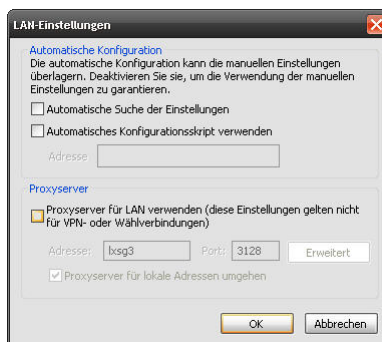 LAN-Einstellungen
Automatische Konfiguration
Die automatische Konfiguration kann die manuellen Einstellungen
überlagern. Deaktivieren Sie sie, um die Verwendung der manuellen
Einstellungen zu garantieren.
Automatische Suche der Einstellungen
Automatisches Konfigurationsskript verwenden
Adresse
Proxyserver
Proxyserver für LAN verwenden (diese Einstellungen gelten nicht
für VPN- oder Wählverbindungen)
Adresse: lxsg3 Port: 3128 Erweitert
Proxyserver für lokale Adressen umgehen
OK Abbrechen